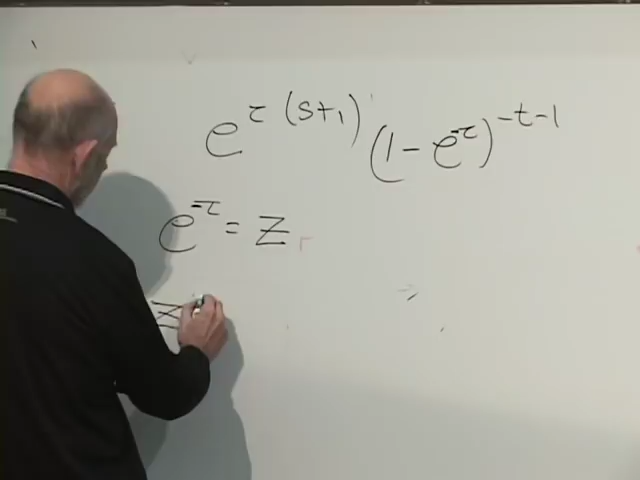 e^{τ(s+1)} (1 - e^{-τ})^{-t-1}
e^{-τ} = z
z